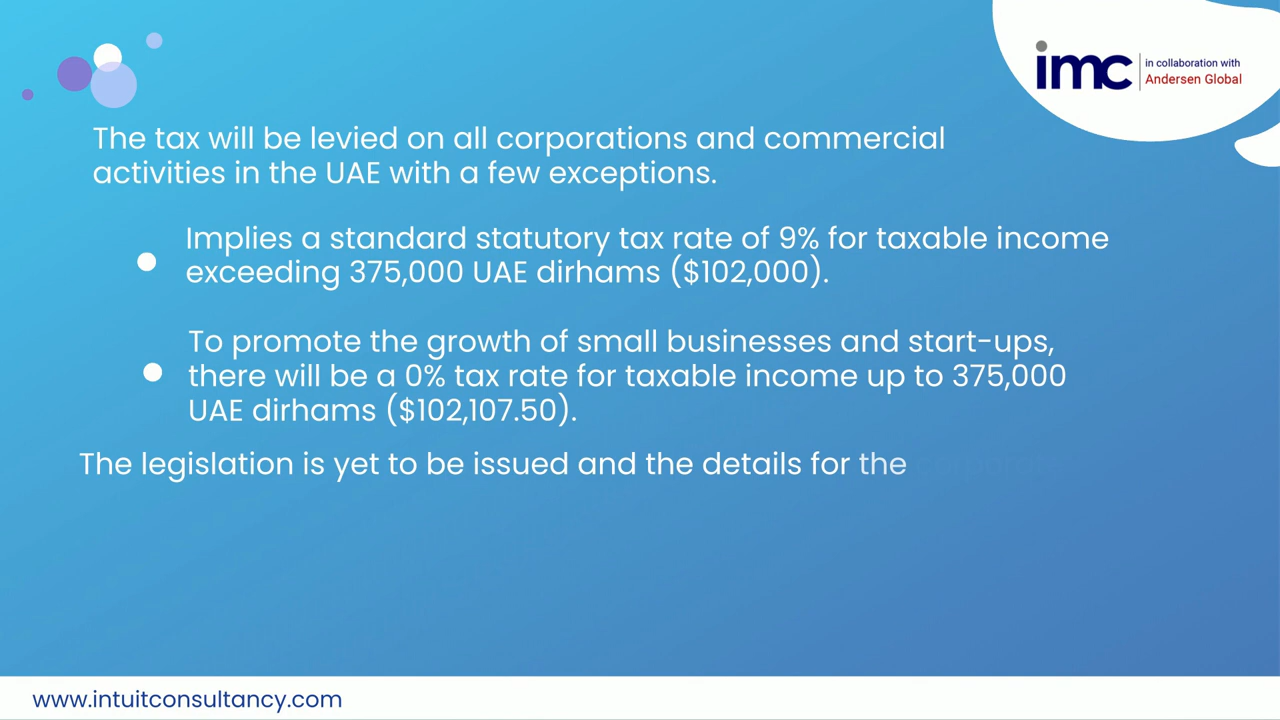 imc
in collaboration with
Andersen Global
The tax will be levied on all corporations and commercial
activities in the UAE with a few exceptions.
Implies a standard statutory tax rate of 9% for taxable income
exceeding 375,000 UAE dirhams ($102,000).
To promote the growth of small businesses and start-ups,
there will be a 0% tax rate for taxable income up to 375,000
UAE dirhams ($102,107.50).
The legislation is yet to be issued and the details for the
www.intuitconsultancy.com